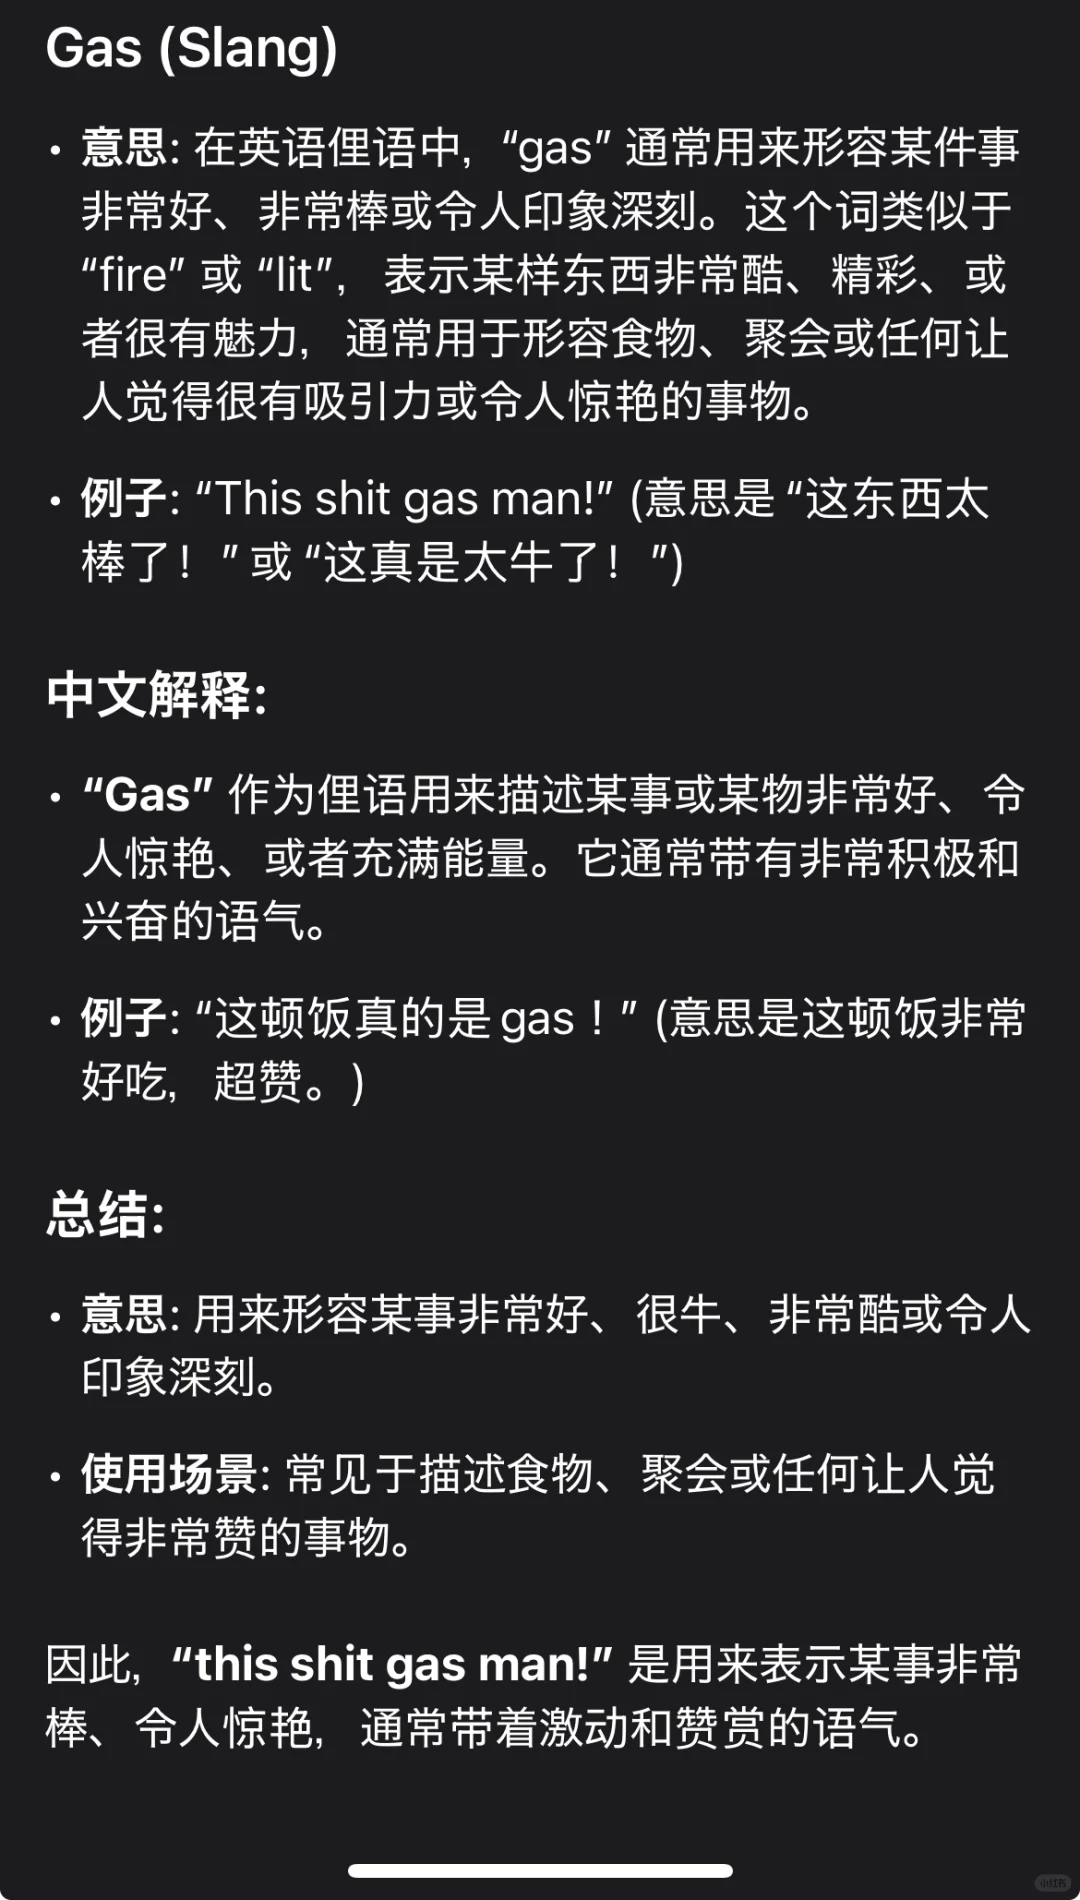 Gas (Slang)
• 意思: 在英语俚语中, “gas” 通常用来形容某件事
非常好、非常棒或令人印象深刻。这个词类似于
“fire” 或 “lit”, 表示某样东西非常酷、精彩、或
者很有魅力, 通常用于形容食物、聚会或任何让
人觉得很有吸引力或令人惊艳的事物。
• 例子: “This shit gas man!” (意思是 “这东西太
棒了！” 或 “这真是太牛了！”)
中文解释:
• “Gas” 作为俚语用来描述某事或某物非常好、令
人惊艳、或者充满能量。它通常带有非常积极和
兴奋的语气。
• 例子: “这顿饭真的是 gas！” (意思是这顿饭非常
好吃, 超赞。)
总结:
• 意思: 用来形容某事非常好、很牛、非常酷或令人
印象深刻。
• 使用场景: 常见于描述食物、聚会或任何让人觉
得非常赞的事物。
因此, “this shit gas man!” 是用来表示某事非常
棒、令人惊艳, 通常带着激动和赞赏的语气。
小红书